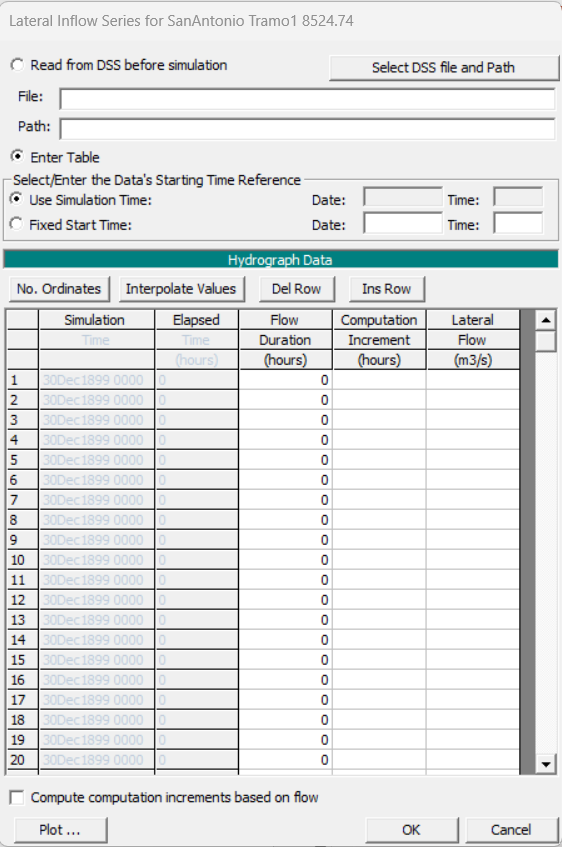 Lateral Inflow Series for SanAntonio Tramo1 8524.74
Read from DSS before simulation Select DSS file and Path
File:
Path:
Enter Table
Select/Enter the Data's Starting Time Reference
Use Simulation Time: Date: Time:
Fixed Start Time: Date: Time:
Hydrograph Data
No. Ordinates Interpolate Values Del Row Ins Row
Simulation Elapsed Flow Computation Lateral
Time Time Duration Increment Flow
(hours) (hours) (hours) (m3/s)
1 30Dec1899 0000 0 0
2 30Dec1899 0000 0 0
3 30Dec1899 0000 0 0
4 30Dec1899 0000 0 0
5 30Dec1899 0000 0 0
6 30Dec1899 0000 0 0
7 30Dec1899 0000 0 0
8 30Dec1899 0000 0 0
9 30Dec1899 0000 0 0
10 30Dec1899 0000 0 0
11 30Dec1899 0000 0 0
12 30Dec1899 0000 0 0
13 30Dec1899 0000 0 0
14 30Dec1899 0000 0 0
15 30Dec1899 0000 0 0
16 30Dec1899 0000 0 0
17 30Dec1899 0000 0 0
18 30Dec1899 0000 0 0
19 30Dec1899 0000 0 0
20 30Dec1899 0000 0 0
Compute computation increments based on flow
Plot ... OK Cancel